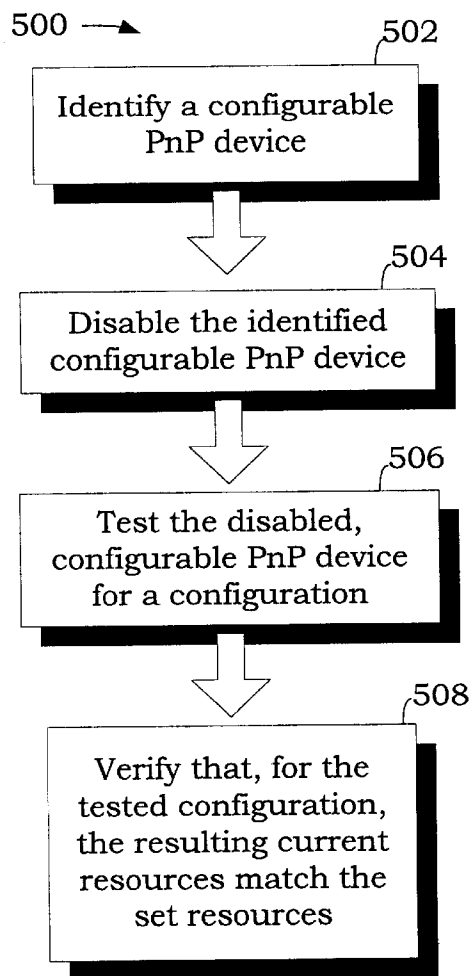 500
502
Identify a configurable
PnP device
504
Disable the identified
configurable PnP device
506
Test the disabled,
configurable PnP device
for a configuration
508
Verify that, for the
tested configuration,
the resulting current
resources match the
set resources